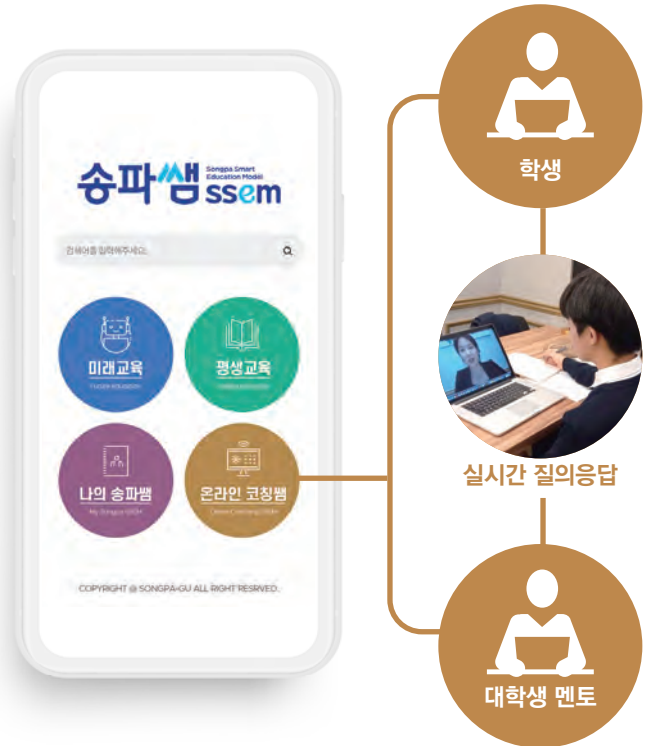 송파쌤
Songpa Smart
Education Model
ssem
검색어를 입력해주세요.
미래교육
평생교육
나의 송파쌤
온라인 코칭쌤
COPYRIGHT @ SONGPA-GU ALL RIGHT RESRVED.
학생
실시간 질의응답
대학생 멘토